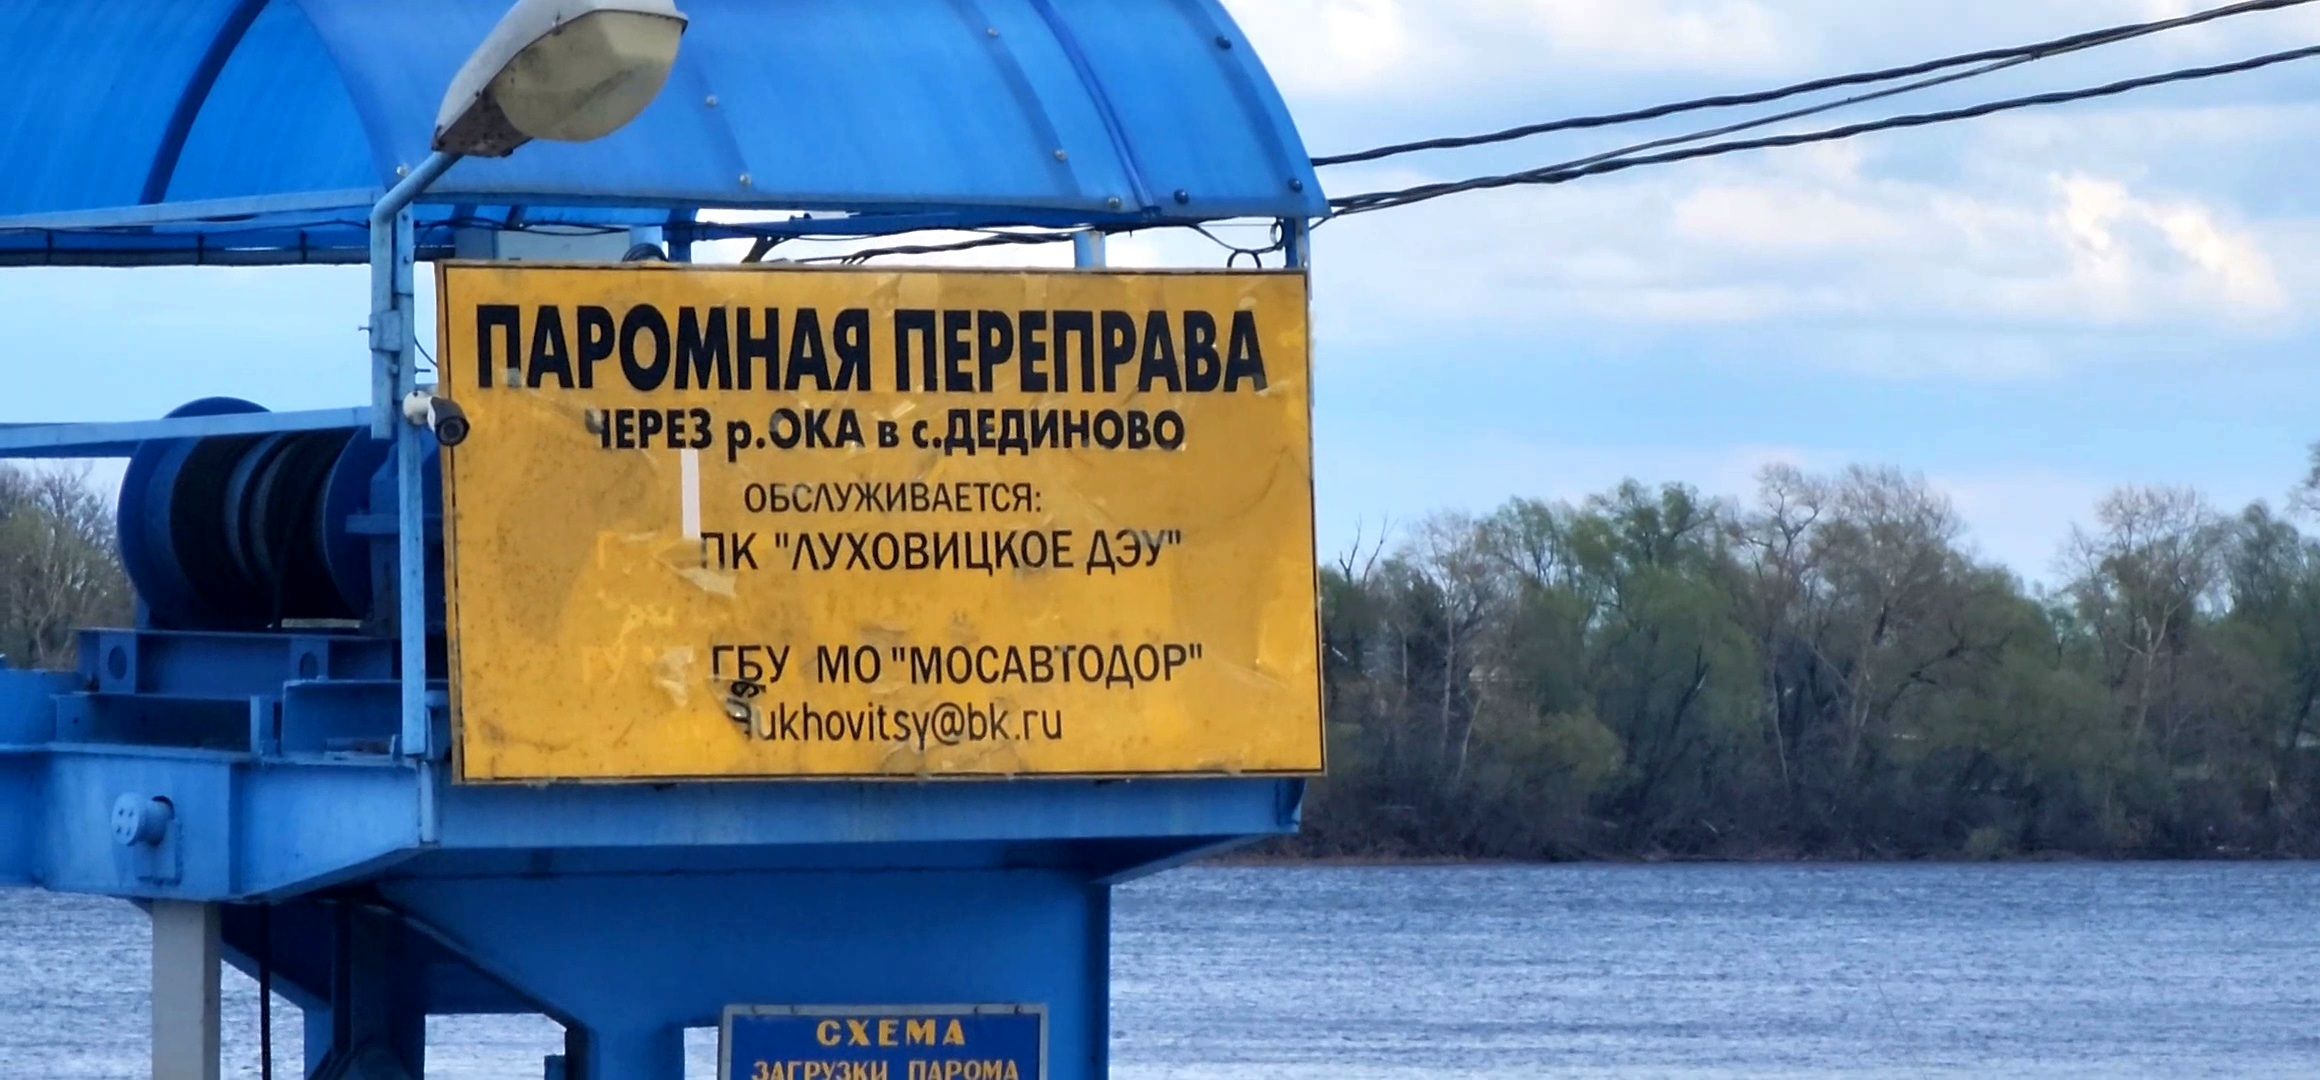 ПАРОМНАЯ ПЕРЕПРАВА
ЧЕРЕЗ р.ОКА в с.ДЕДИНОВО
ОБСЛУЖИВАЕТСЯ:
ПК "ЛУХОВИЦКОЕ ДЭУ"
ГБУ МО "МОСАВТОДОР"
lukhovitsy@bk.ru
СХЕМА
ЗАГРУЗКИ ПАРОМА